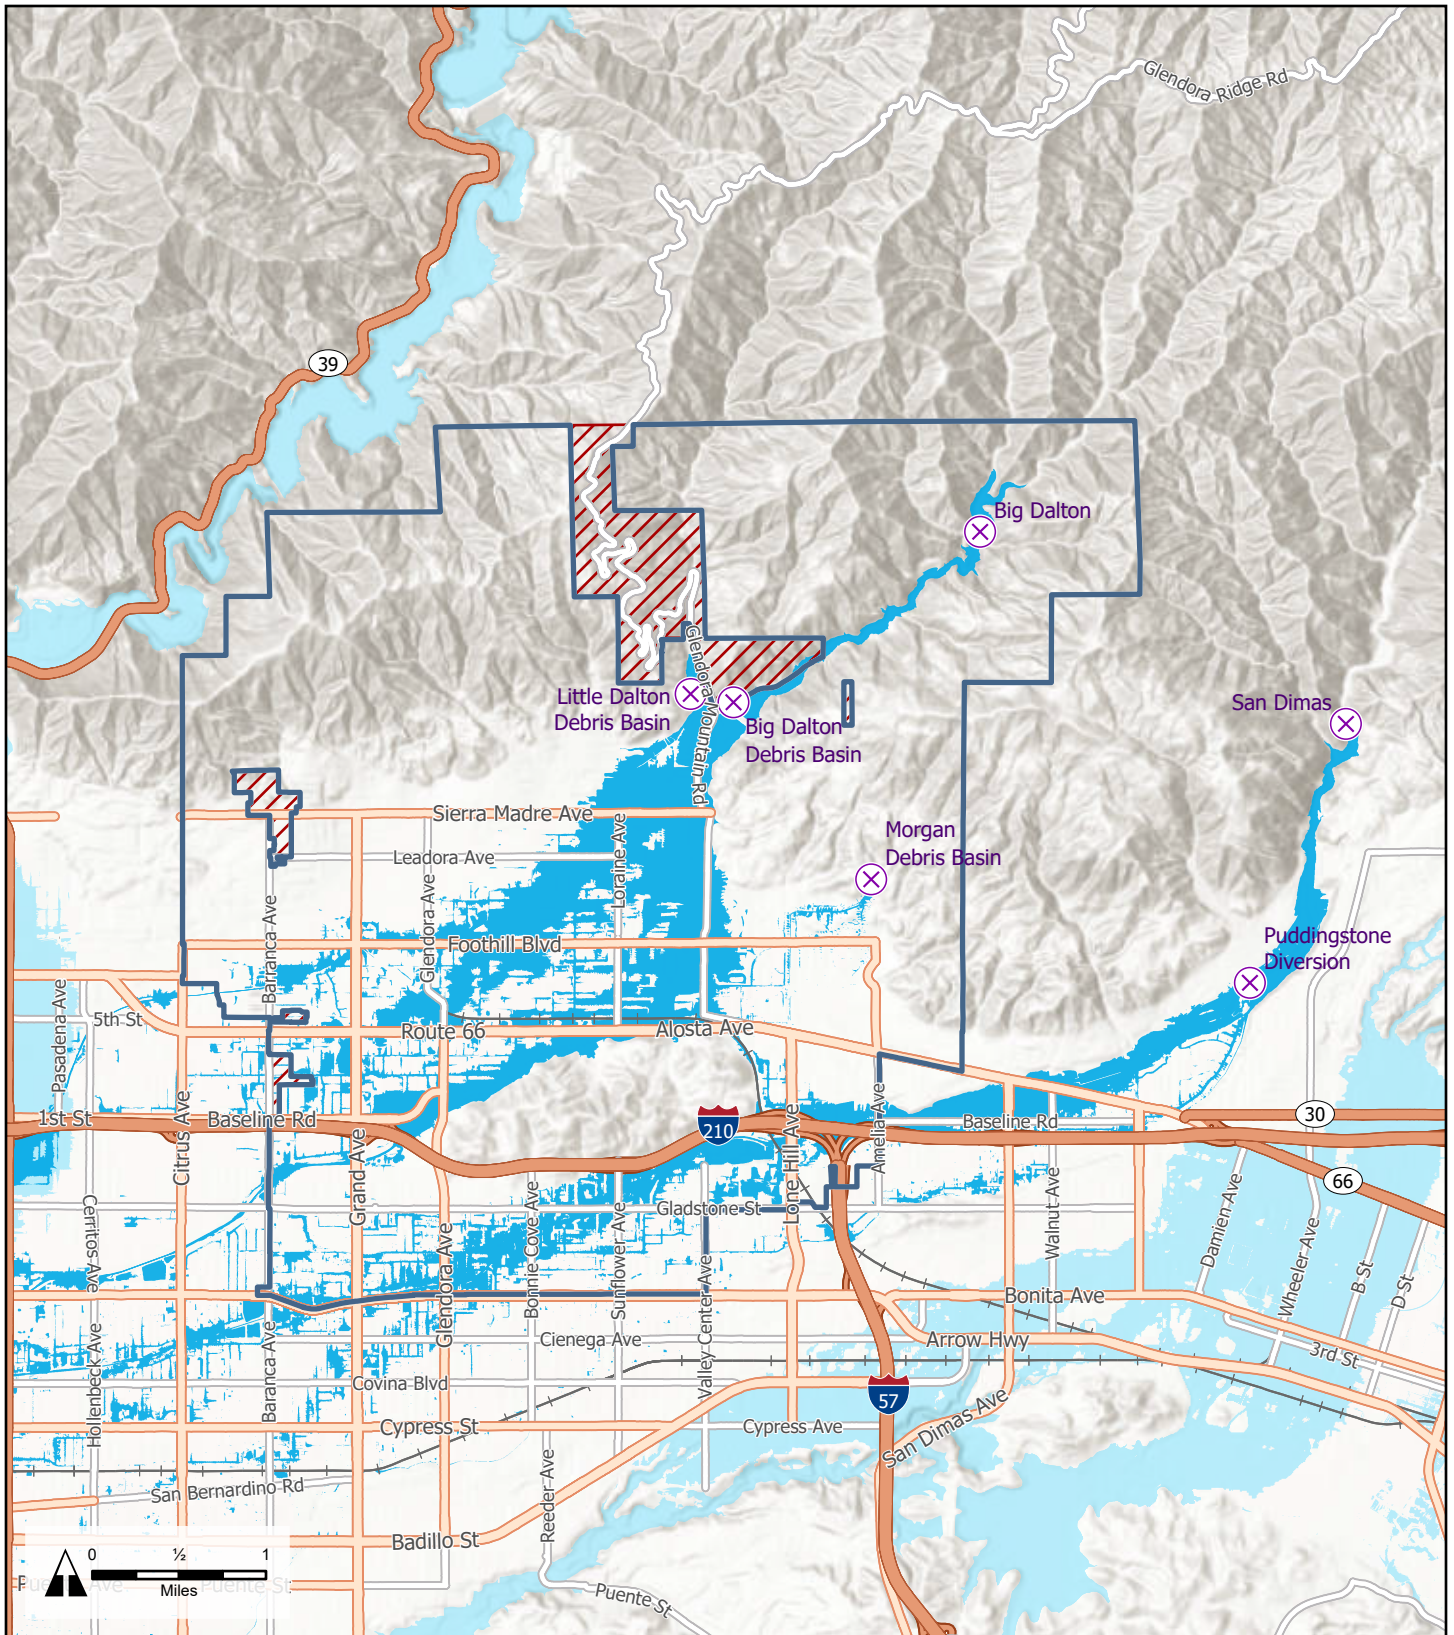 Glendora Ridge Rd
39
Big Dalton
Glendora Mountain Rd
Little Dalton
Debris Basin
Big Dalton
Debris Basin
San Dimas
Sierra Madre Ave
Leadora Ave
Loraine Ave
Glendora Ave
Barranca Ave
Morgan
Debris Basin
Foothill Blvd
Puddingstone
Diversion
Pasadena Ave
5th St
Route 66
Alosta Ave
1st St
Citrus Ave
Baseline Rd
Grand Ave
210
Lone Hill Ave
Amelia Ave
Baseline Rd
30
66
Cerritos Ave
Glendora Ave
Bonnie Cove Ave
Sunflower Ave
Gladstone St
Valley Center Ave
Walnut Ave
Damien Ave
Wheeler Ave
B St
D St
Bonita Ave
Hollenbeck Ave
Baranca Ave
Cienega Ave
Arrow Hwy
3rd St
Covina Blvd
57
Cypress St
Cypress Ave
San Dimas Ave
San Bernardino Rd
Reeder Ave
Badillo St
0 ½ 1
Miles
Puente St
Puente St